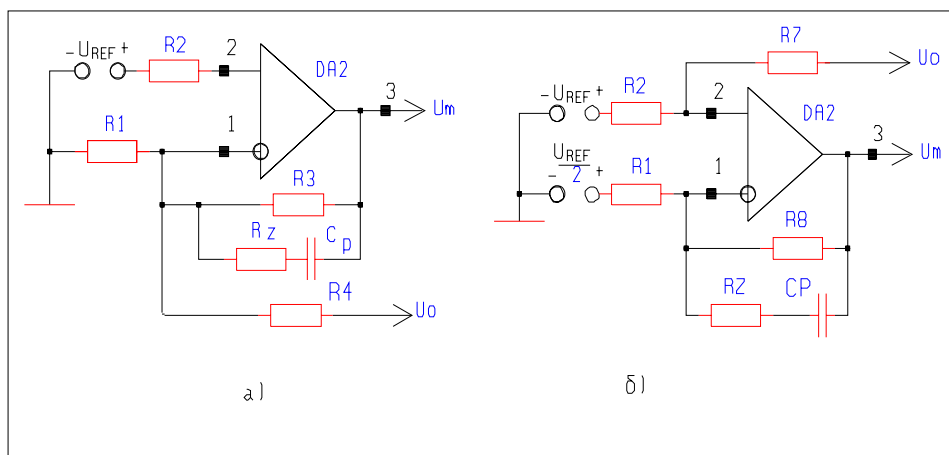 - UREF + R2 2 DA2
3 Um
R1 1
R3
Rz Cp
R4 Uo
а)
R7 Uo
- UREF + R2 2 DA2
3 Um
UREF
- 2 + R1 1
R8
RZ CP
б)